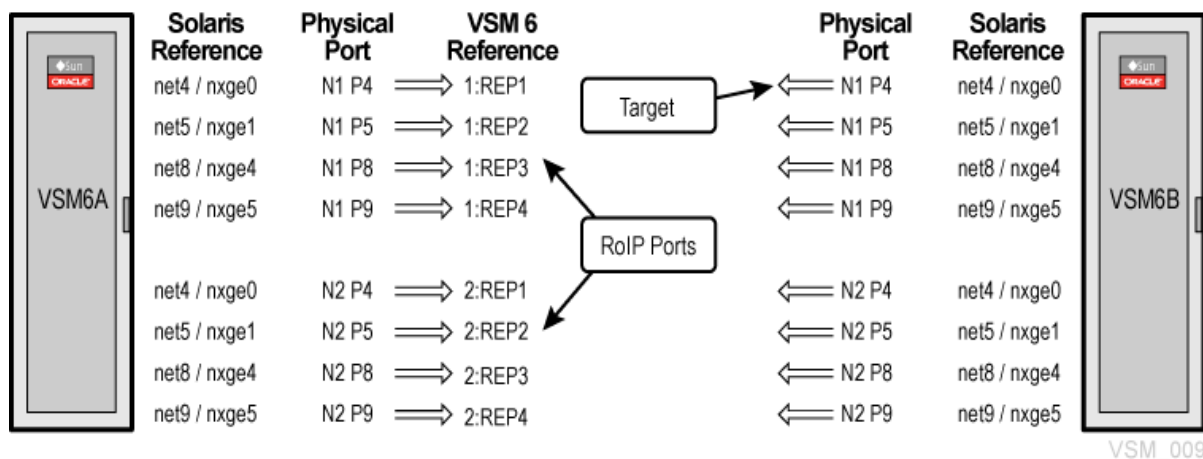 Solaris Reference Physical Port VSM 6 Reference Physical Port Solaris Reference
Sun
ORACLE
Sun
ORACLE
net4 / nxge0 N1 P4 1:REP1 Target N1 P4 net4 / nxge0
net5 / nxge1 N1 P5 1:REP2 N1 P5 net5 / nxge1
net8 / nxge4 N1 P8 1:REP3 N1 P8 net8 / nxge4
VSM6A net9 / nxge5 N1 P9 1:REP4 N1 P9 net9 / nxge5 VSM6B
RoIP Ports
net4 / nxge0 N2 P4 2:REP1 N2 P4 net4 / nxge0
net5 / nxge1 N2 P5 2:REP2 N2 P5 net5 / nxge1
net8 / nxge4 N2 P8 2:REP3 N2 P8 net8 / nxge4
net9 / nxge5 N2 P9 2:REP4 N2 P9 net9 / nxge5
VSM_009